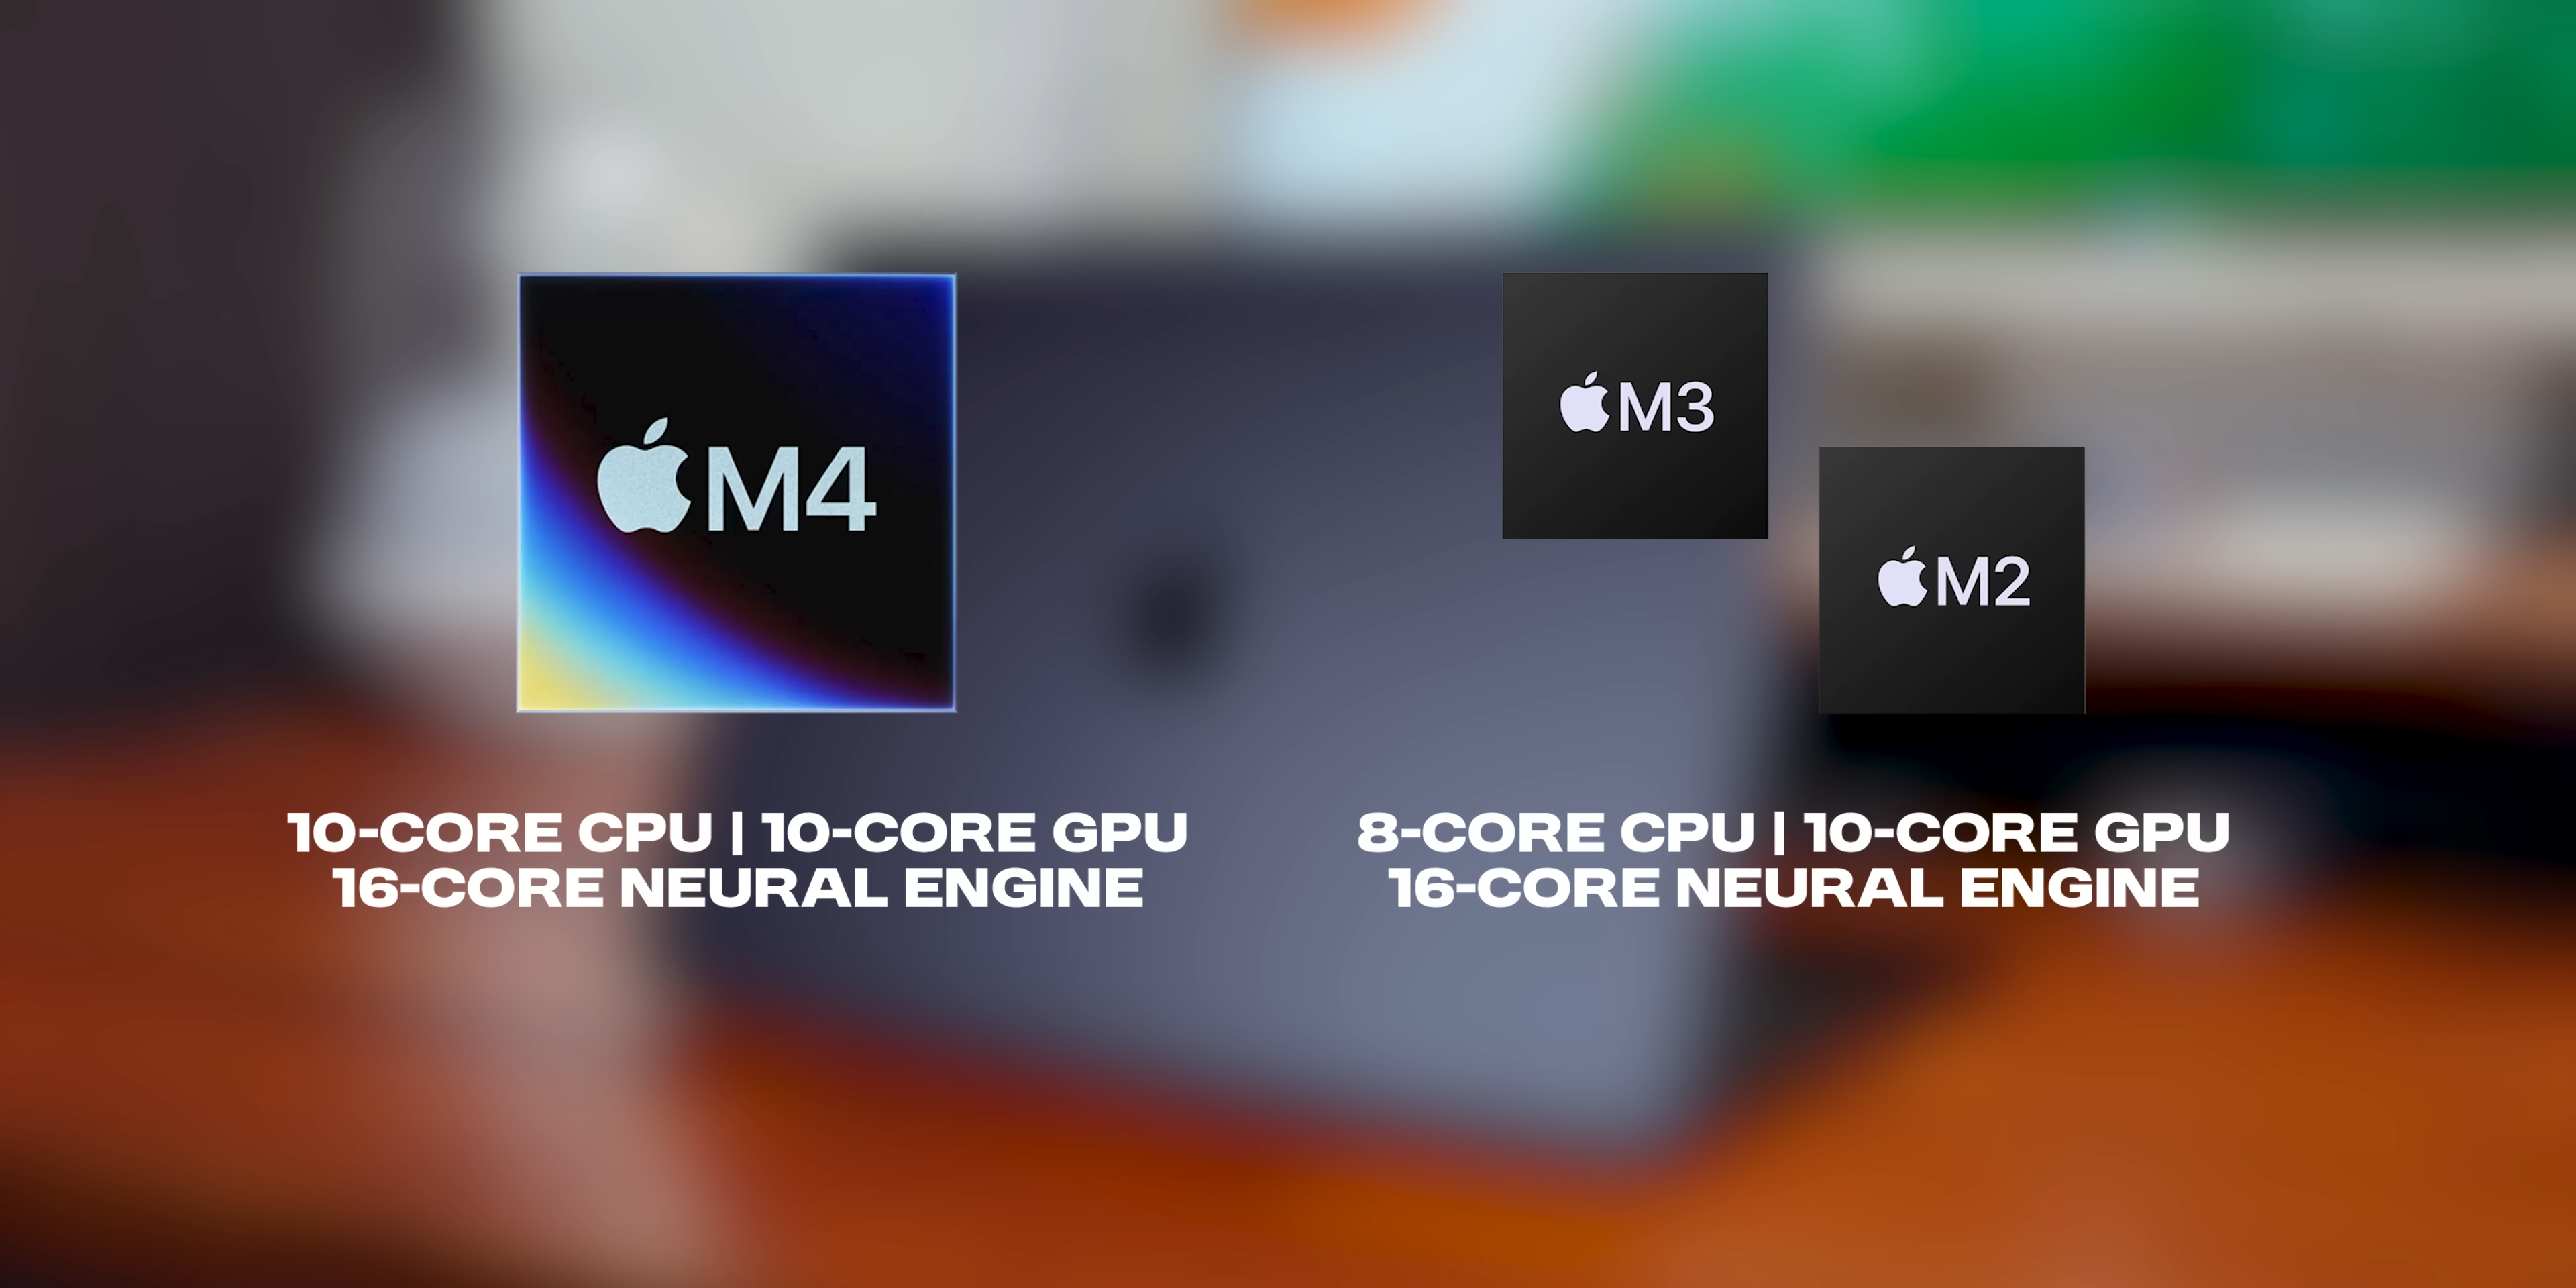 M4
M3
M2
10-CORE CPU | 10-CORE GPU
16-CORE NEURAL ENGINE
8-CORE CPU | 10-CORE GPU
16-CORE NEURAL ENGINE